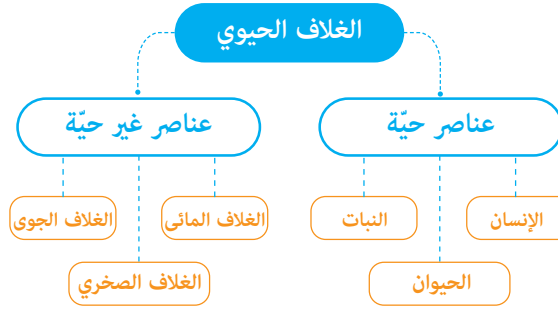 الغلاف الحيوي
عناصر حيّة
عناصر غير حيّة
الإنسان
النبات
الغلاف المائى
الغلاف الجوى
الحيوان
الغلاف الصخري